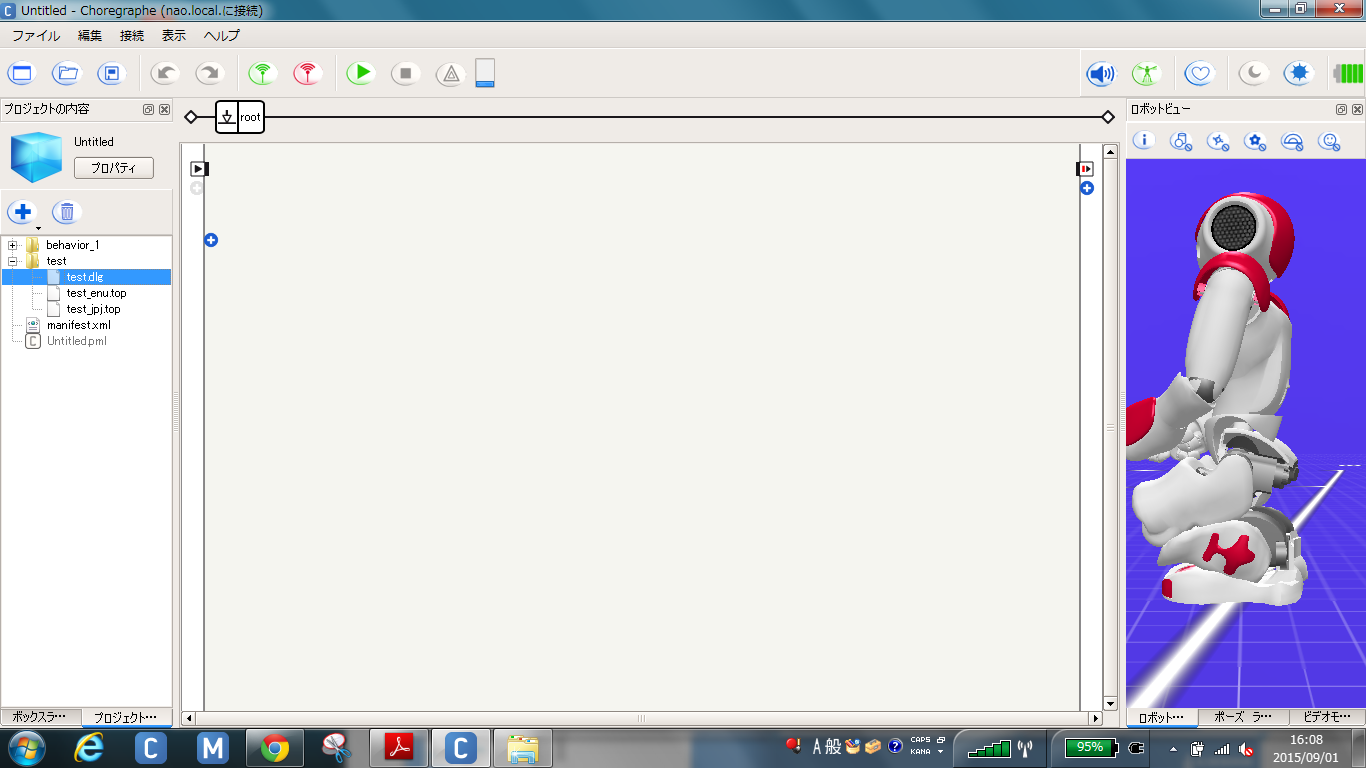 Untitled - Choregraphe (nao.local.に接続)
ファイル 編集 接続 表示 ヘルプ
プロジェクトの内容
root
ロボットビュー
Untitled
プロパティ
behavior_1
test
test.dlg
test_enu.top
test_jpj.top
manifest.xml
Untitled.pml
ボックスラ… プロジェクト…
ロボット… ポーズ ラ… ビデオモ…
A 般
CAPS
KANA
95%
16:08
2015/09/01